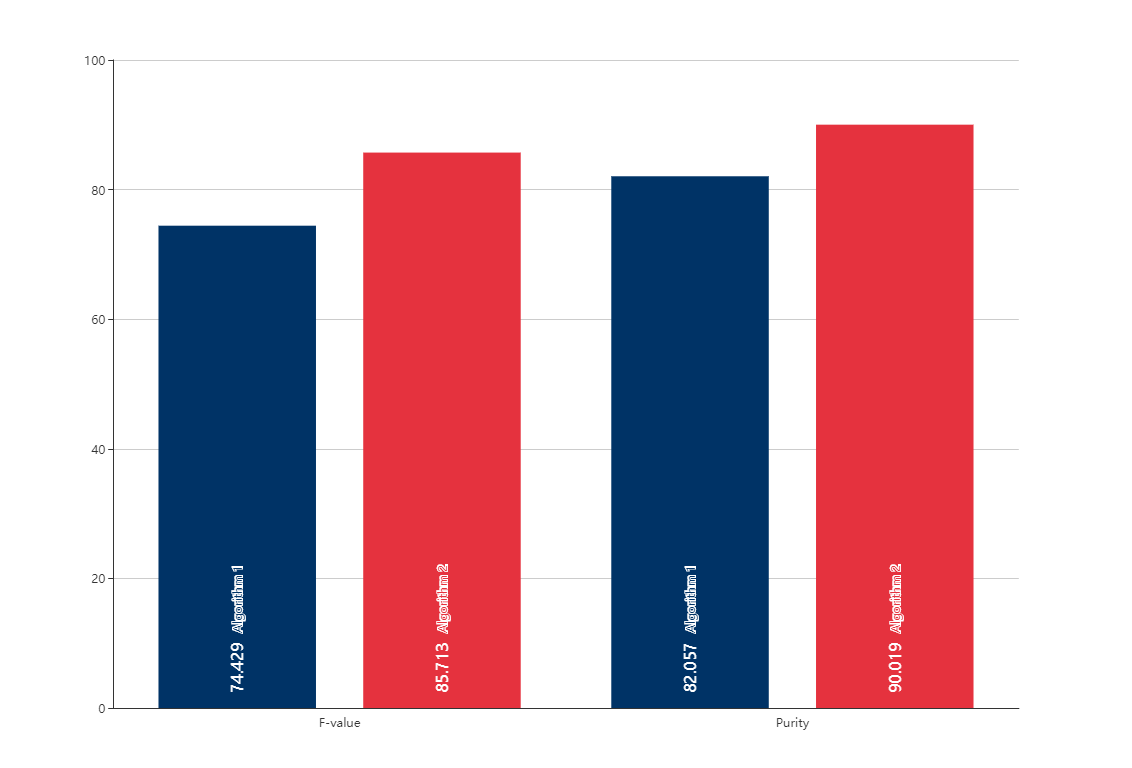 100
80
60
40
20
0
74.429 Algorithm 1
85.713 Algorithm 2
82.057 Algorithm 1
90.019 Algorithm 2
F-value
Purity